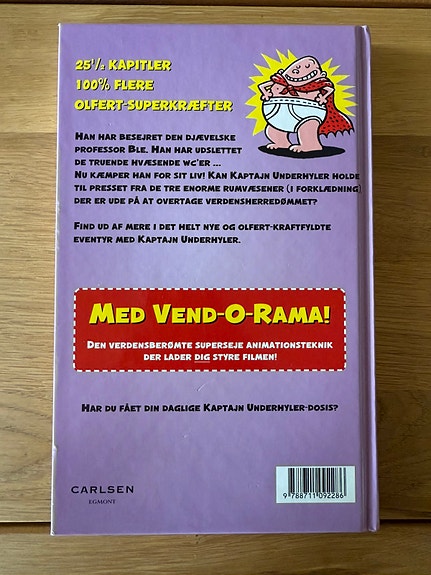 25½ KAPITLER
100% FLERE
OLFERT-SUPERKRÆFTER
HAN HAR BESEJRET DEN DJÆVELSKE
PROFESSOR BLE. HAN HAR UDSLETTET
DE TRUENDE HVÆSENDE WC'ER ...
NU KÆMPER HAN FOR SIT LIV! KAN KAPTAJN UNDERHYLER HOLDE
TIL PRESSET FRA DE TRE ENORME RUMVÆSENER (I FORKLÆDNING)
DER ER UDE PÅ AT OVERTAGE VERDENSHERREDØMMET?
FIND UD AF MERE I DET HELT NYE OG OLFERT-KRAFTFYLDTE
EVENTYR MED KAPTAJN UNDERHYLER.
MED VEND-O-RAMA!
DEN VERDENSBERØMTE SUPERSEJE ANIMATIONSTEKNIK
DER LADER DIG STYRE FILMEN!
HAR DU FÅET DIN DAGLIGE KAPTAJN UNDERHYLER-DOSIS?
CARLSEN
EGMONT
9 788711 092286